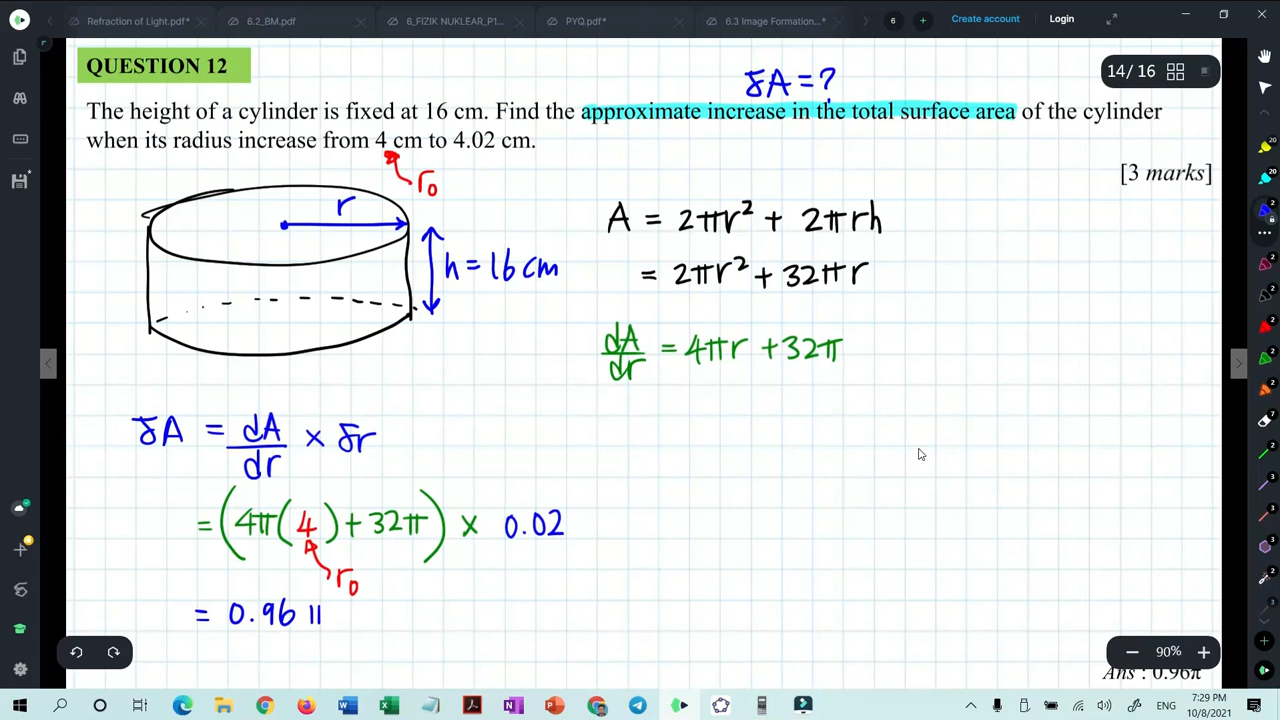 Refraction of Light.pdf*
6.2_BM.pdf
6_FIZIK NUKLEAR_P1...
PYQ.pdf*
6.3 Image Formation...*
6
Create account
Login
QUESTION 12
14/16
δA = ?
The height of a cylinder is fixed at 16 cm. Find the approximate increase in the total surface area of the cylinder
when its radius increase from 4 cm to 4.02 cm.
[3 marks]
r₀
r
h = 16 cm
A = 2πr² + 2πrh
= 2πr² + 32πr
dA/dr = 4πr + 32π
δA = dA/dr × δr
= (4π(4) + 32π) × 0.02
r₀
= 0.96 II
90%
Ans : 0.96π
ENG
7:29 PM
10/8/2021